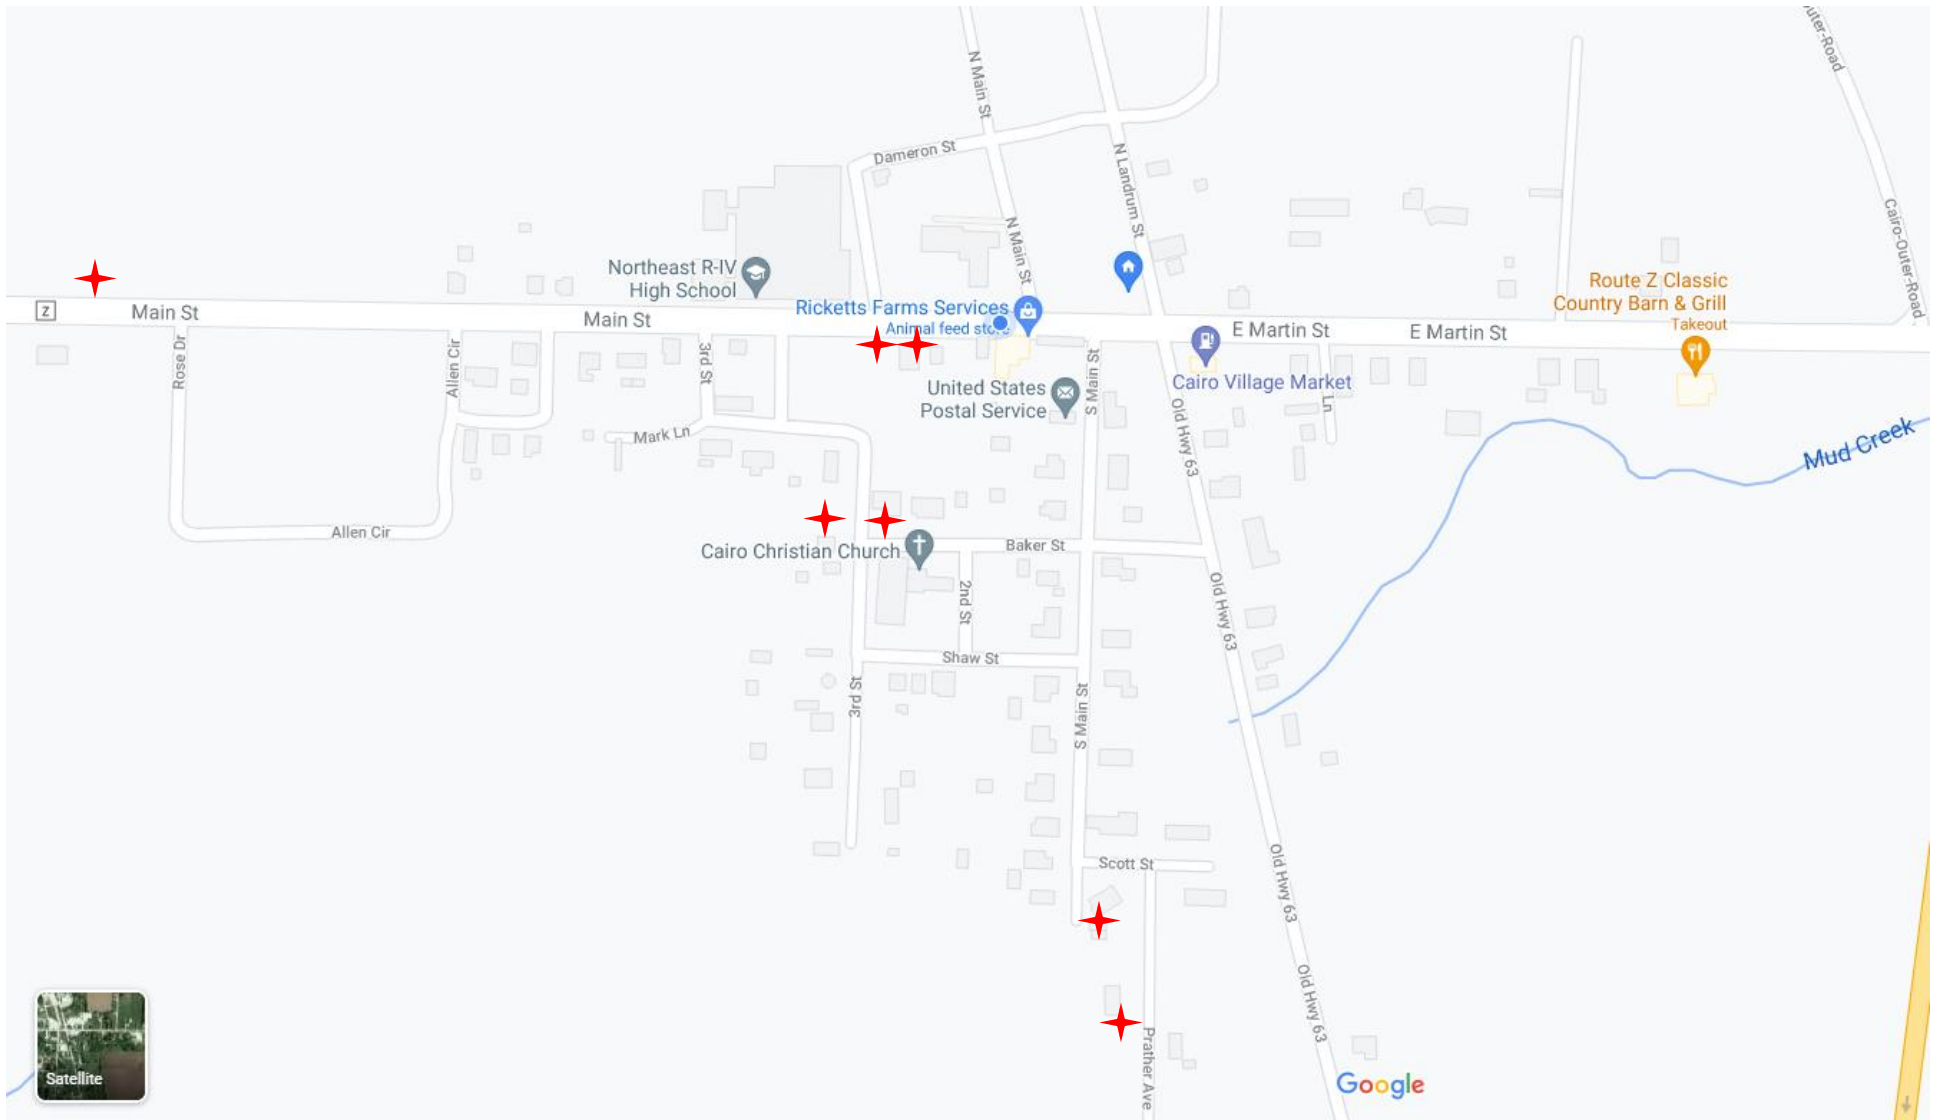 N Main St
Outer-Road
Dameron St
N Landrum St
Cairo-Outer-Road
N Main St
Northeast R-IV
High School
Route Z Classic
Country Barn & Grill
Takeout
Z
Main St
Main St
Ricketts Farms Services
Animal feed store
E Martin St
E Martin St
Rose Dr
Allen Cir
3rd St
United States
Postal Service
S Main St
Cairo Village Market
Ln
Mark Ln
Old Hwy 63
Mud Creek
Allen Cir
Cairo Christian Church
Baker St
2nd St
Old Hwy 63
Shaw St
3rd St
S Main St
Scott St
Old Hwy 63
Old Hwy 63
Prather Ave
Satellite
Google